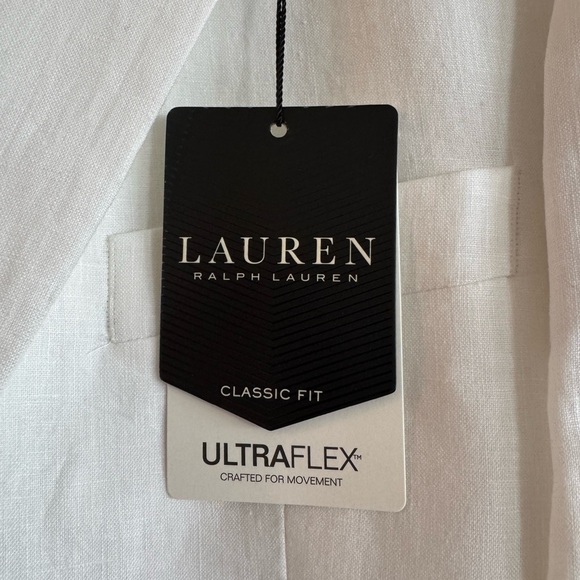 LAUREN
RALPH LAUREN
CLASSIC FIT
ULTRAFLEX™
CRAFTED FOR MOVEMENT